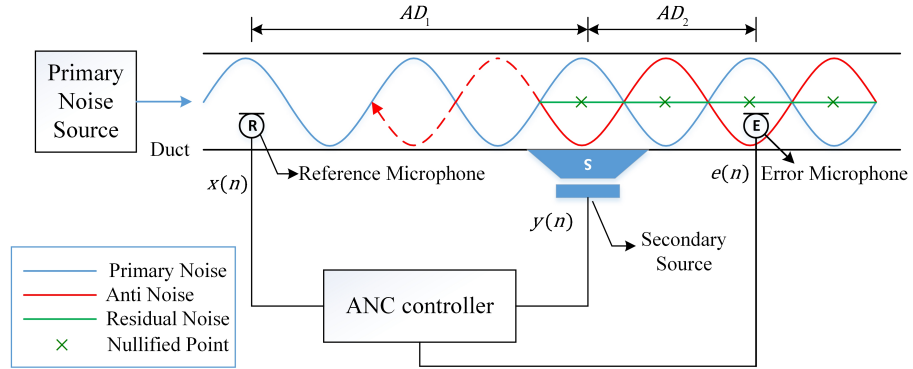 AD₁
AD₂
Primary
Noise
Source
R
E
Duct
S
x(n)
Reference Microphone
e(n)
Error Microphone
y(n)
Secondary
Source
Primary Noise
Anti Noise
Residual Noise
Nullified Point
ANC controller